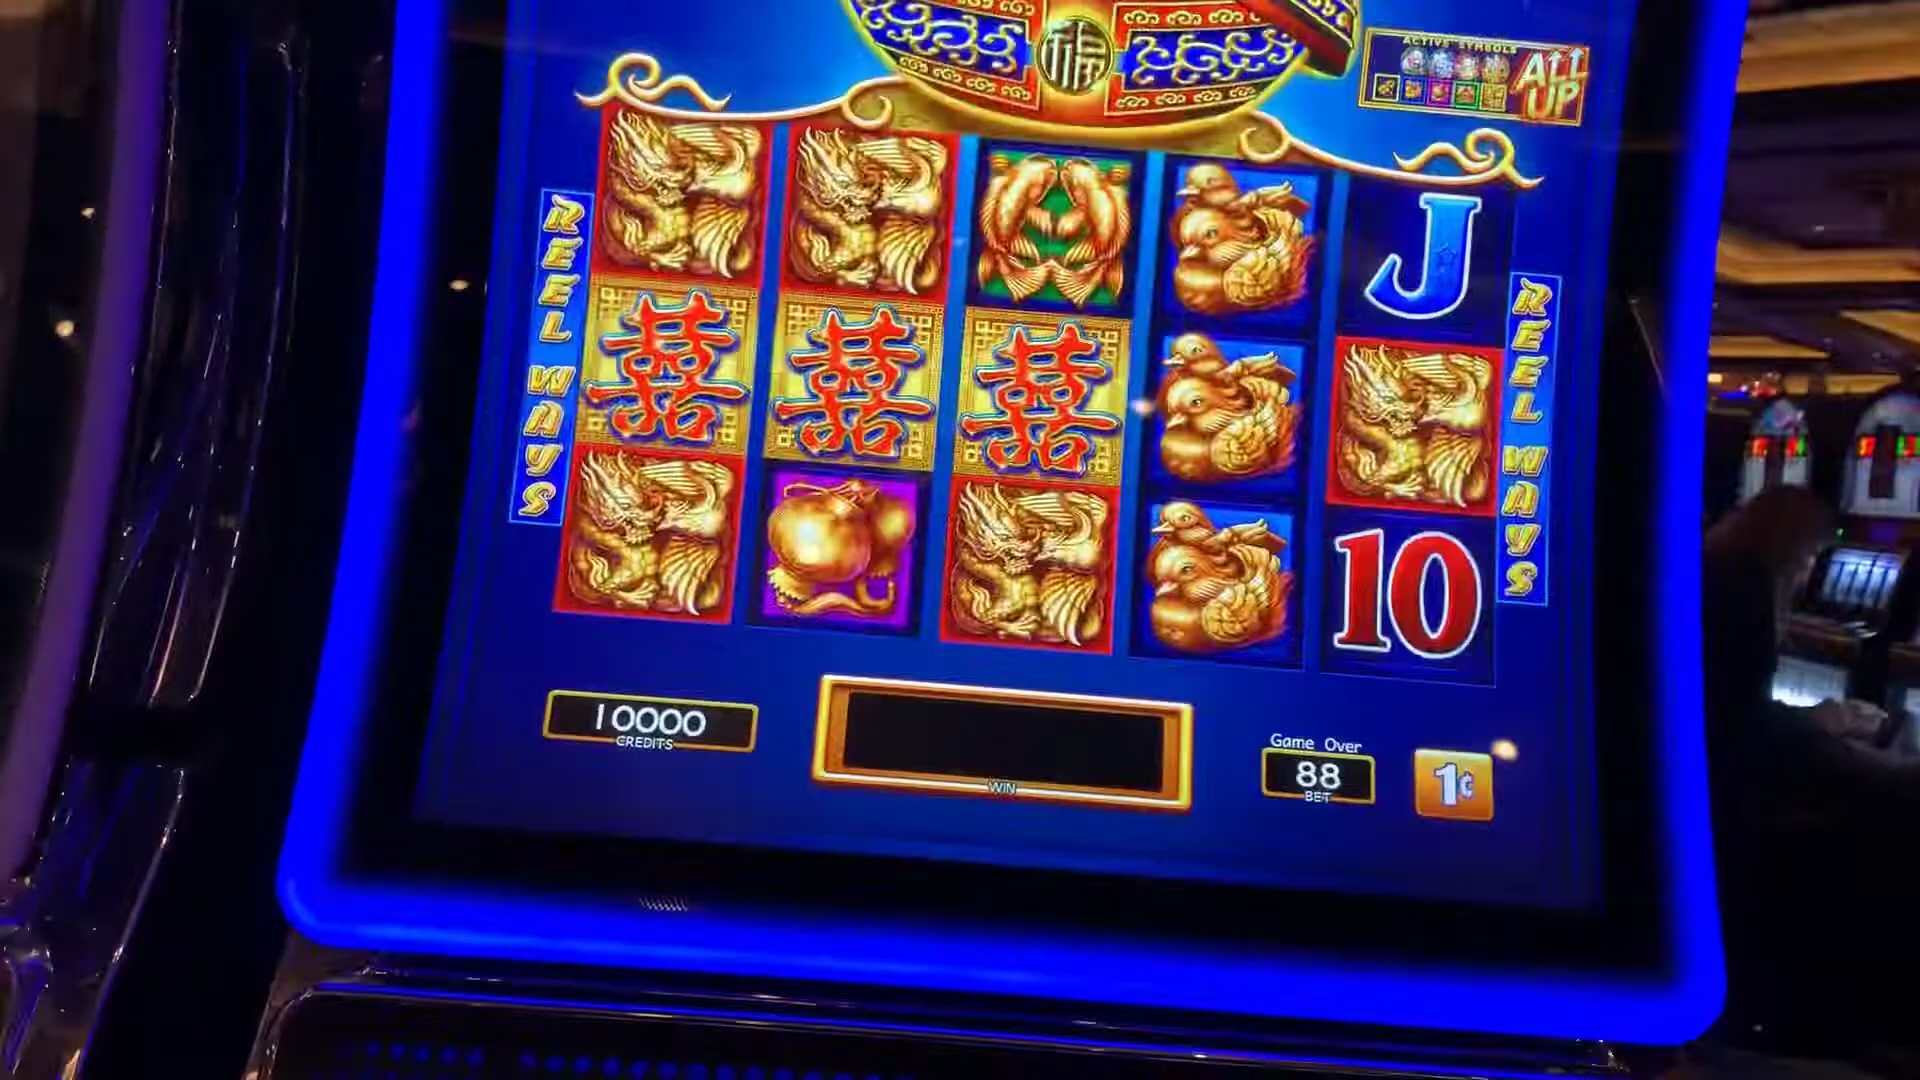 福
ACTIVE SYMBOLS
ALL
UP
REEL WAYS
J
REEL WAYS
囍 囍 囍
10
10000
CREDITS
WIN
Game Over
88
BET
1¢